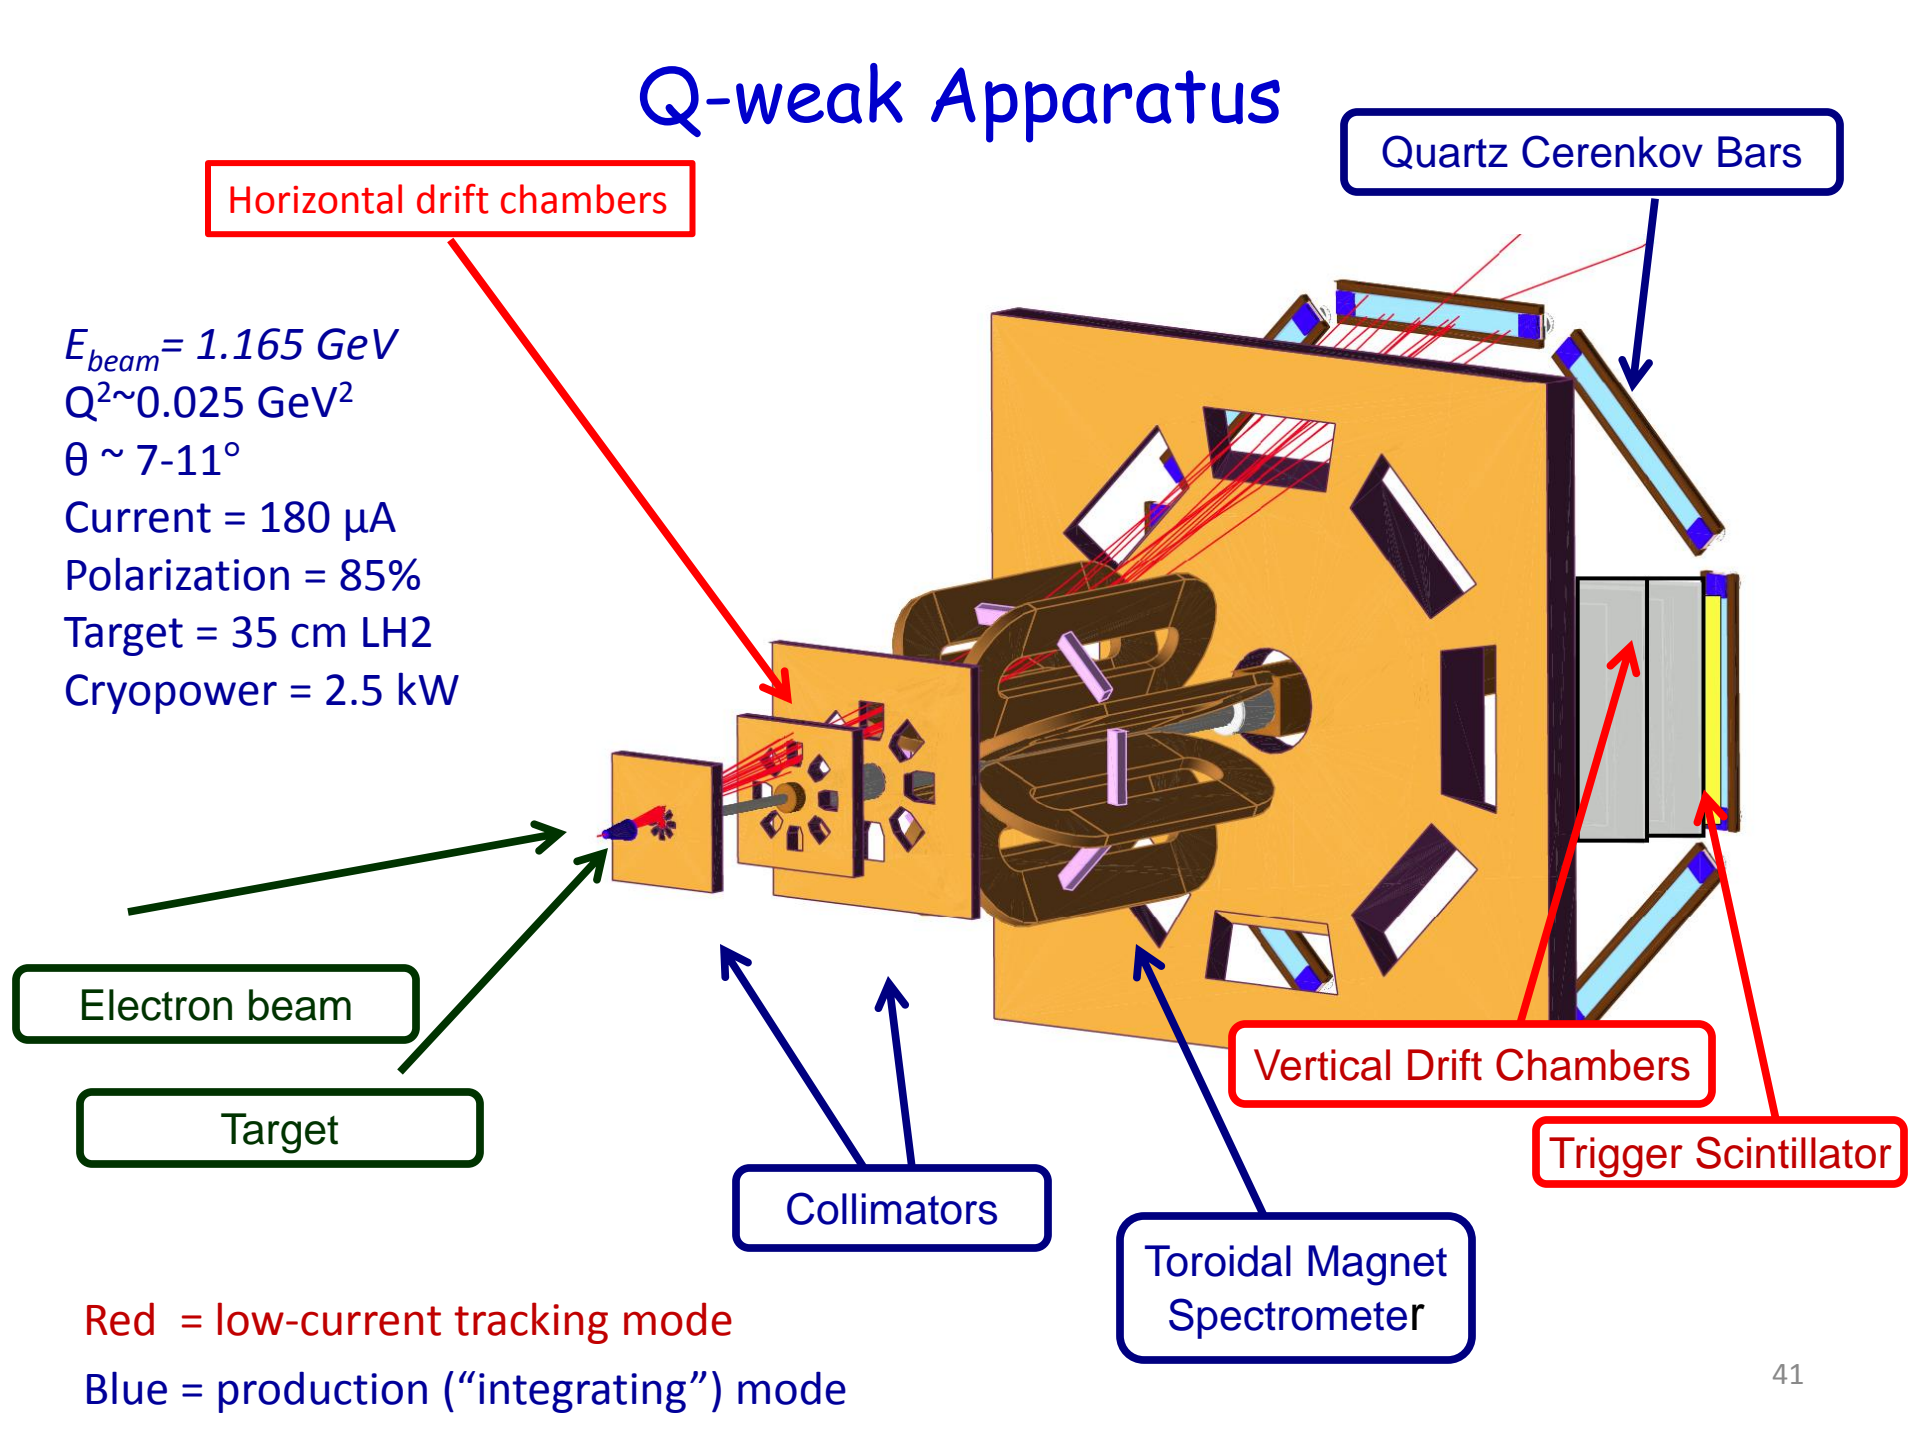 Q-weak Apparatus
Quartz Cerenkov Bars
Horizontal drift chambers
E_beam= 1.165 GeV
Q²~0.025 GeV²
θ ~ 7-11°
Current = 180 μA
Polarization = 85%
Target = 35 cm LH2
Cryopower = 2.5 kW
Electron beam
Target
Collimators
Toroidal Magnet
Spectrometer
Vertical Drift Chambers
Trigger Scintillator
Red = low-current tracking mode
Blue = production (“integrating”) mode
41